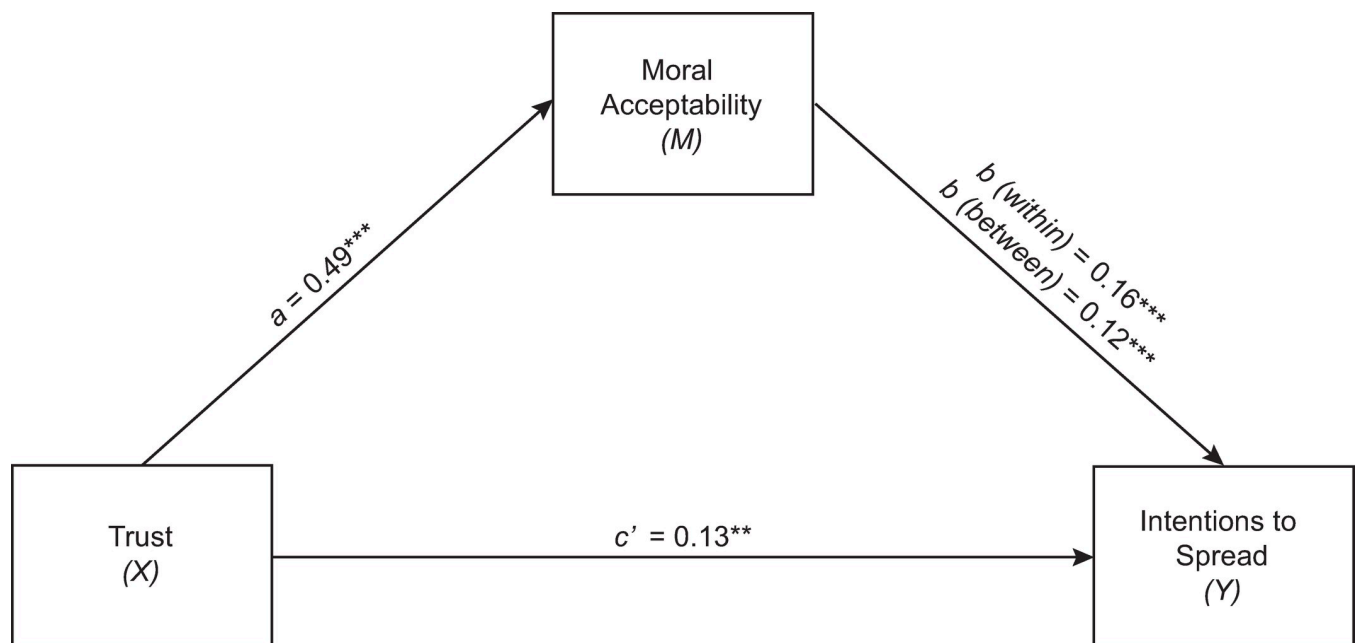 Moral
Acceptability
(M)
a = 0.49***
b (within) = 0.16***
b (between) = 0.12***
Trust
(X)
c’ = 0.13**
Intentions to
Spread
(Y)